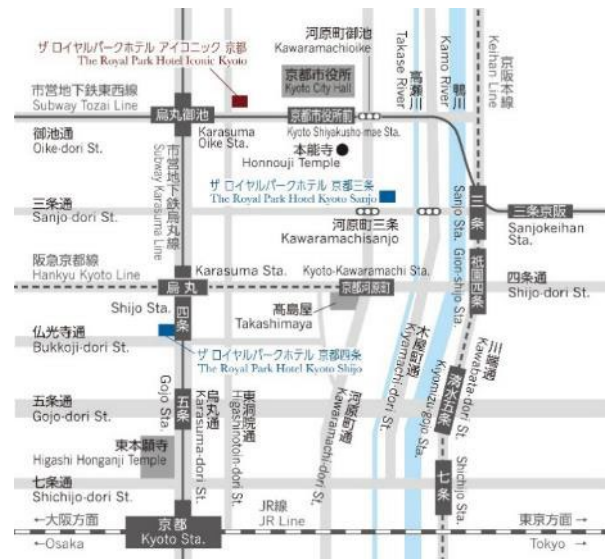 ザ ロイヤルパークホテル アイコニック 京都
The Royal Park Hotel Iconic Kyoto
河原町御池
Kawaramachioike
高瀬川
Takase River
鴨川
Kamo River
京阪本線
Keihan Line
市営地下鉄東西線
Subway Tozai Line
京都市役所
Kyoto City Hall
烏丸御池
Karasuma
Oike Sta.
京都市役所前
Kyoto Shiyakusho-mae Sta.
御池通
Oike-dori St.
市営地下鉄烏丸線
Subway Karasuma Line
本能寺
Honnouji Temple
ザ ロイヤルパークホテル 京都三条
The Royal Park Hotel Kyoto Sanjo
三条通
Sanjo-dori St.
河原町三条
Kawaramachisanjo
三条
Sanjo Sta.
三条京阪
Sanjokeihan
Sta.
阪急京都線
Hankyu Kyoto Line
Karasuma Sta.
烏丸
Kyoto-Kawaramachi Sta.
京都河原町
祇園四条
Gion-shijo Sta.
四条通
Shijo-dori St.
Shijo Sta.
四条
髙島屋
Takashimaya
仏光寺通
Bukkoji-dori St.
ザ ロイヤルパークホテル 京都四条
The Royal Park Hotel Kyoto Shijo
木屋町通
Kiyamachi-dori St.
川端通
Kawabata-dori St.
清水五条
Kiyomizu-gojo Sta.
五条通
Gojo-dori St.
Gojo Sta.
五条
烏丸通
Karasuma-dori St.
東洞院通
Higashinotoin-dori St.
河原町通
Kawaramachi-dori St.
東本願寺
Higashi Honganji Temple
七条通
Shichijo-dori St.
七条
Shichijo Sta.
京都
Kyoto Sta.
JR線
JR Line
←大阪方面
←Osaka
東京方面→
Tokyo→